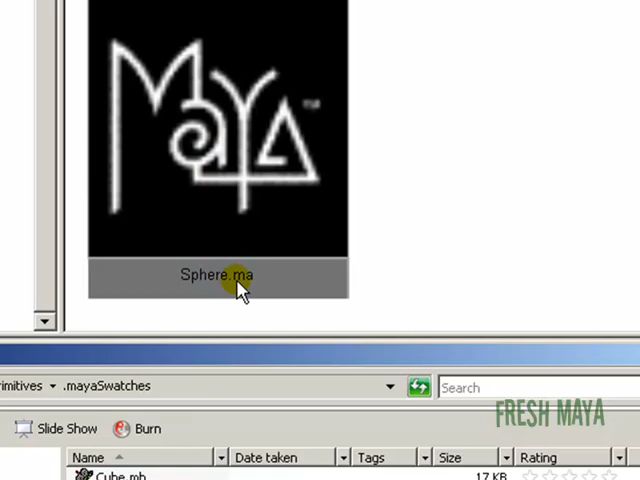 MAYA™
Sphere.ma
rimitives .mayaSwatches Search
FRESH MAYA
Slide Show Burn
Name Date taken Tags Size Rating
Cube.mb 17 KB